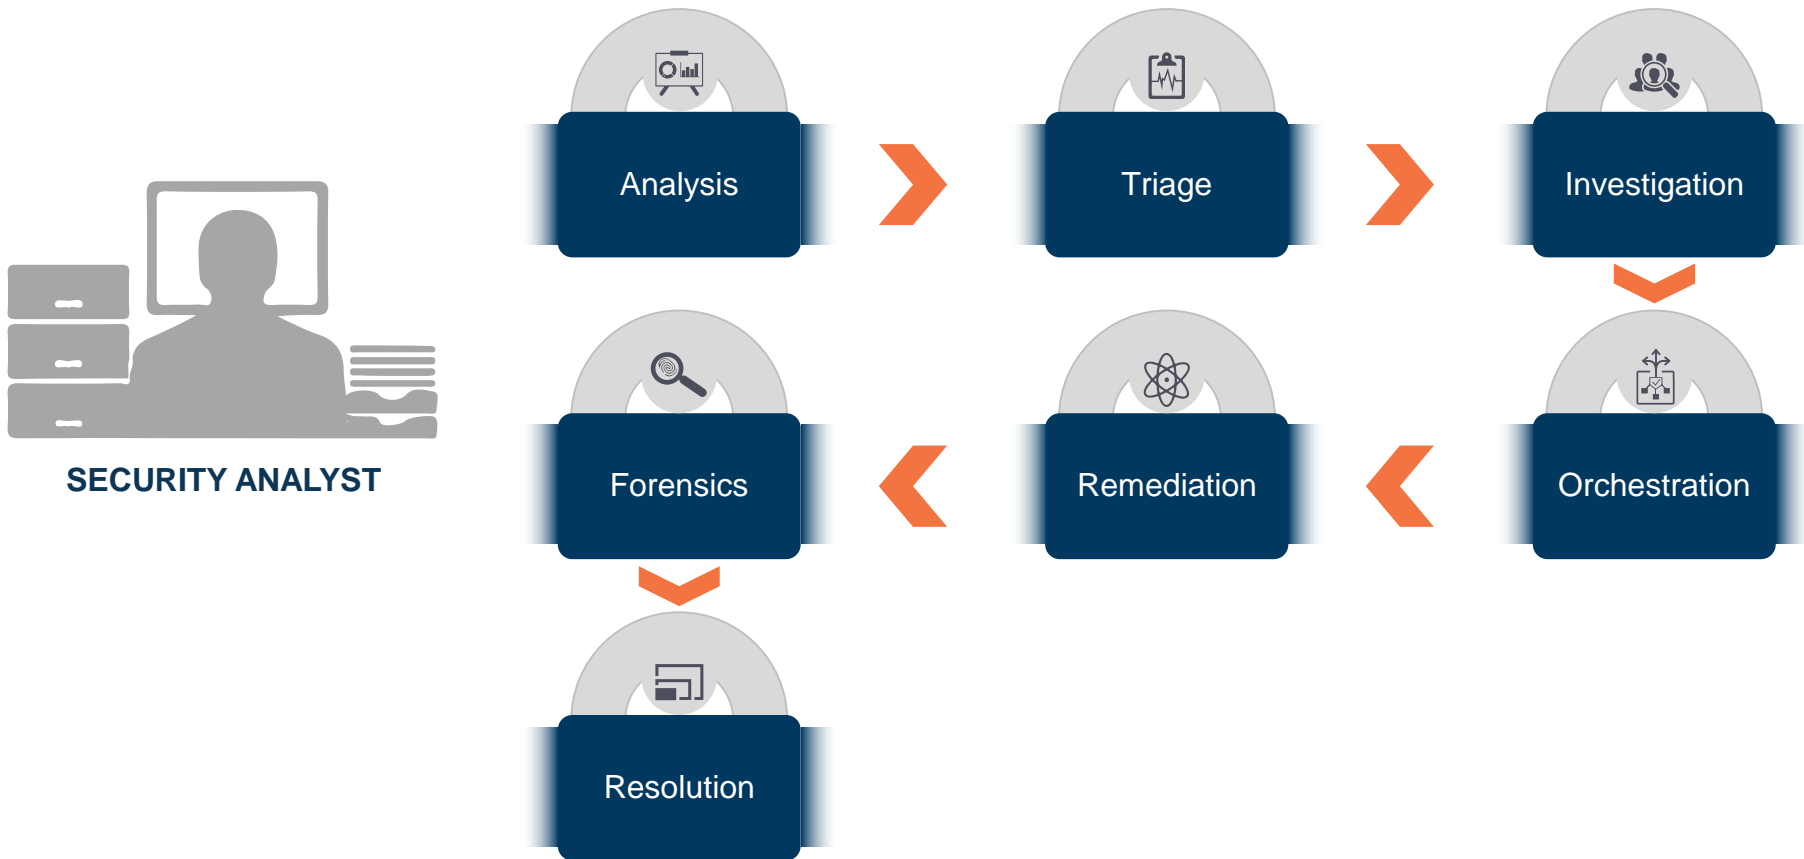 Analysis
Triage
Investigation
SECURITY ANALYST
Forensics
Remediation
Orchestration
Resolution